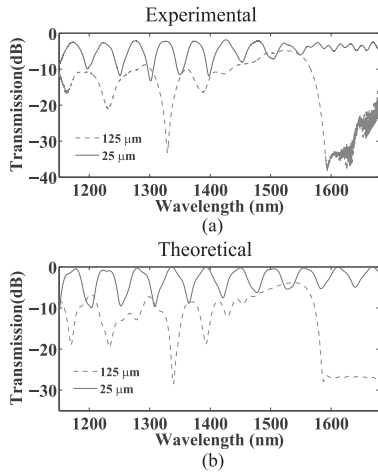 Experimental
0
−10
−20
−30
−40
Transmission(dB)
125 µm
25 µm
1200 1300 1400 1500 1600
Wavelength (nm)
(a)
Theoretical
0
−10
−20
−30
Transmission(dB)
125 µm
25 µm
1200 1300 1400 1500 1600
Wavelength (nm)
(b)